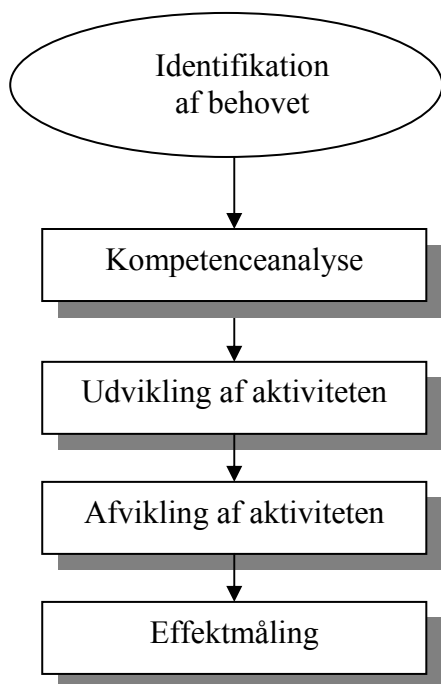 Identifikation
af behovet
Kompetenceanalyse
Udvikling af aktiviteten
Afvikling af aktiviteten
Effektmåling